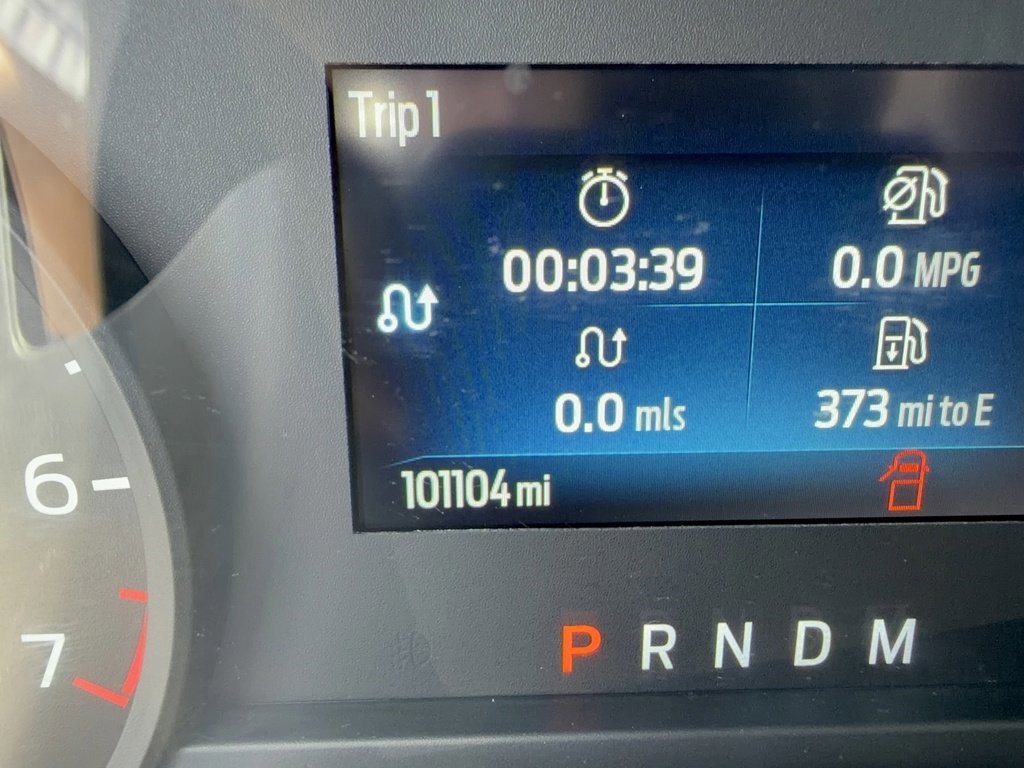 Trip 1
00:03:39 0.0 MPG
0.0 mls 373 mi to E
101104 mi
6
7
P R N D M